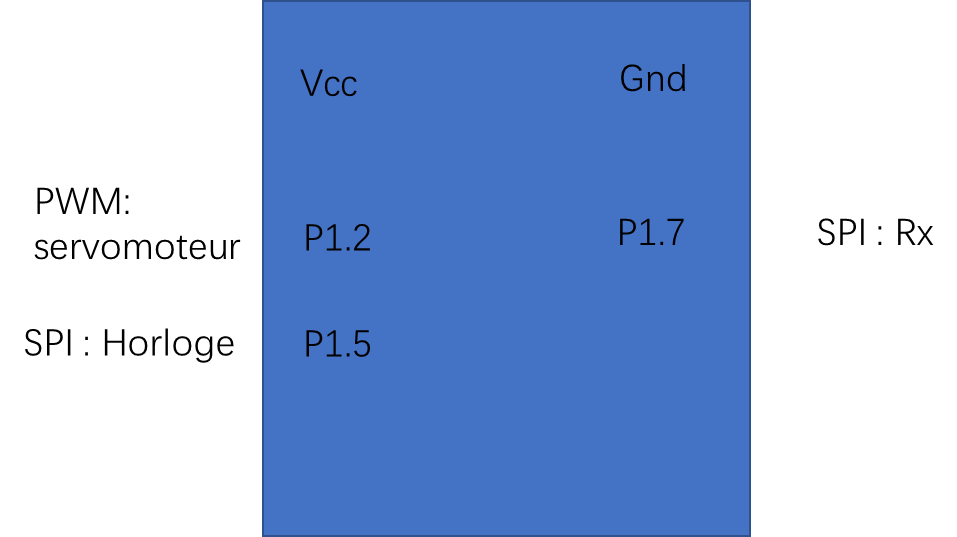 Vcc
Gnd
PWM:
servomoteur
P1.2
P1.7
SPI : Rx
SPI : Horloge
P1.5